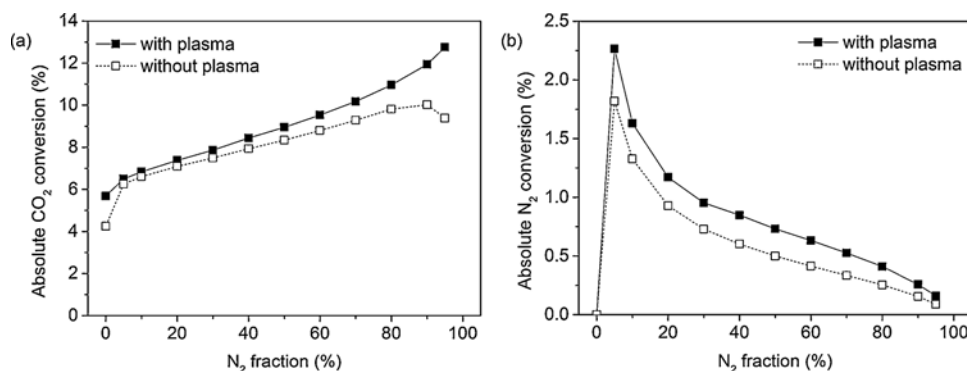 (a)
with plasma
without plasma
Absolute CO₂ conversion (%)
14
12
10
8
6
4
2
0
0 20 40 60 80 100
N₂ fraction (%)
(b)
with plasma
without plasma
Absolute N₂ conversion (%)
2.5
2.0
1.5
1.0
0.5
0.0
0 20 40 60 80 100
N₂ fraction (%)